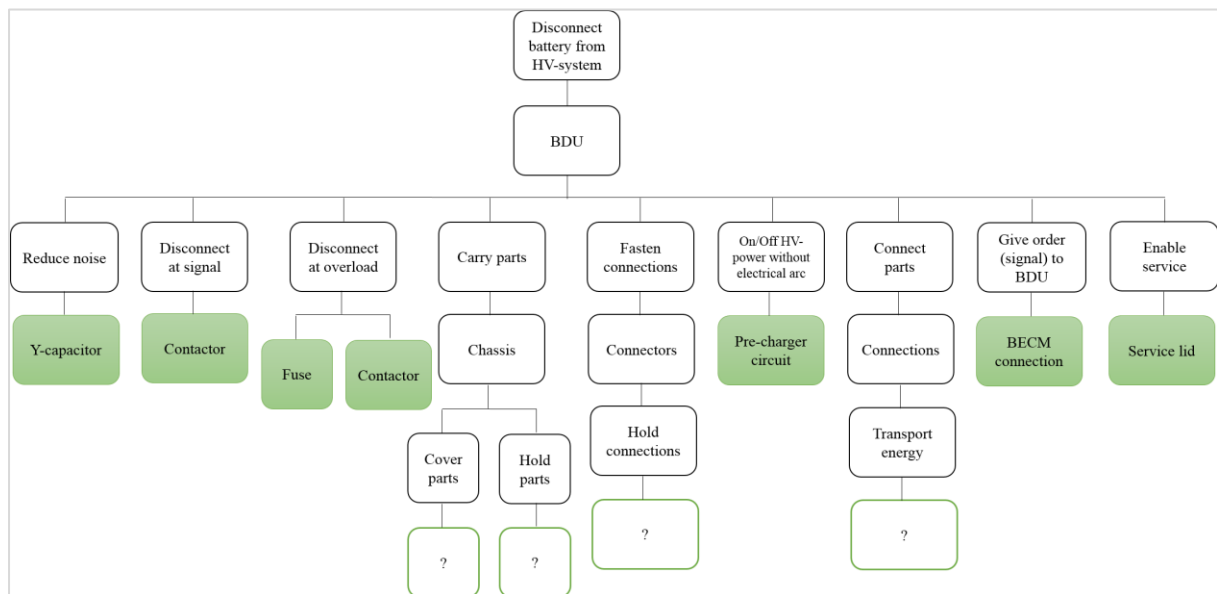 Disconnect
battery from
HV-system
BDU
Reduce noise
Disconnect
at signal
Disconnect
at overload
Carry parts
Fasten
connections
On/Off HV-
power without
electrical arc
Connect
parts
Give order
(signal) to
BDU
Enable
service
Y-capacitor
Contactor
Fuse
Contactor
Chassis
Connectors
Pre-charger
circuit
Connections
BECM
connection
Service lid
Cover
parts
Hold
parts
Hold
connections
Transport
energy
?
?
?
?